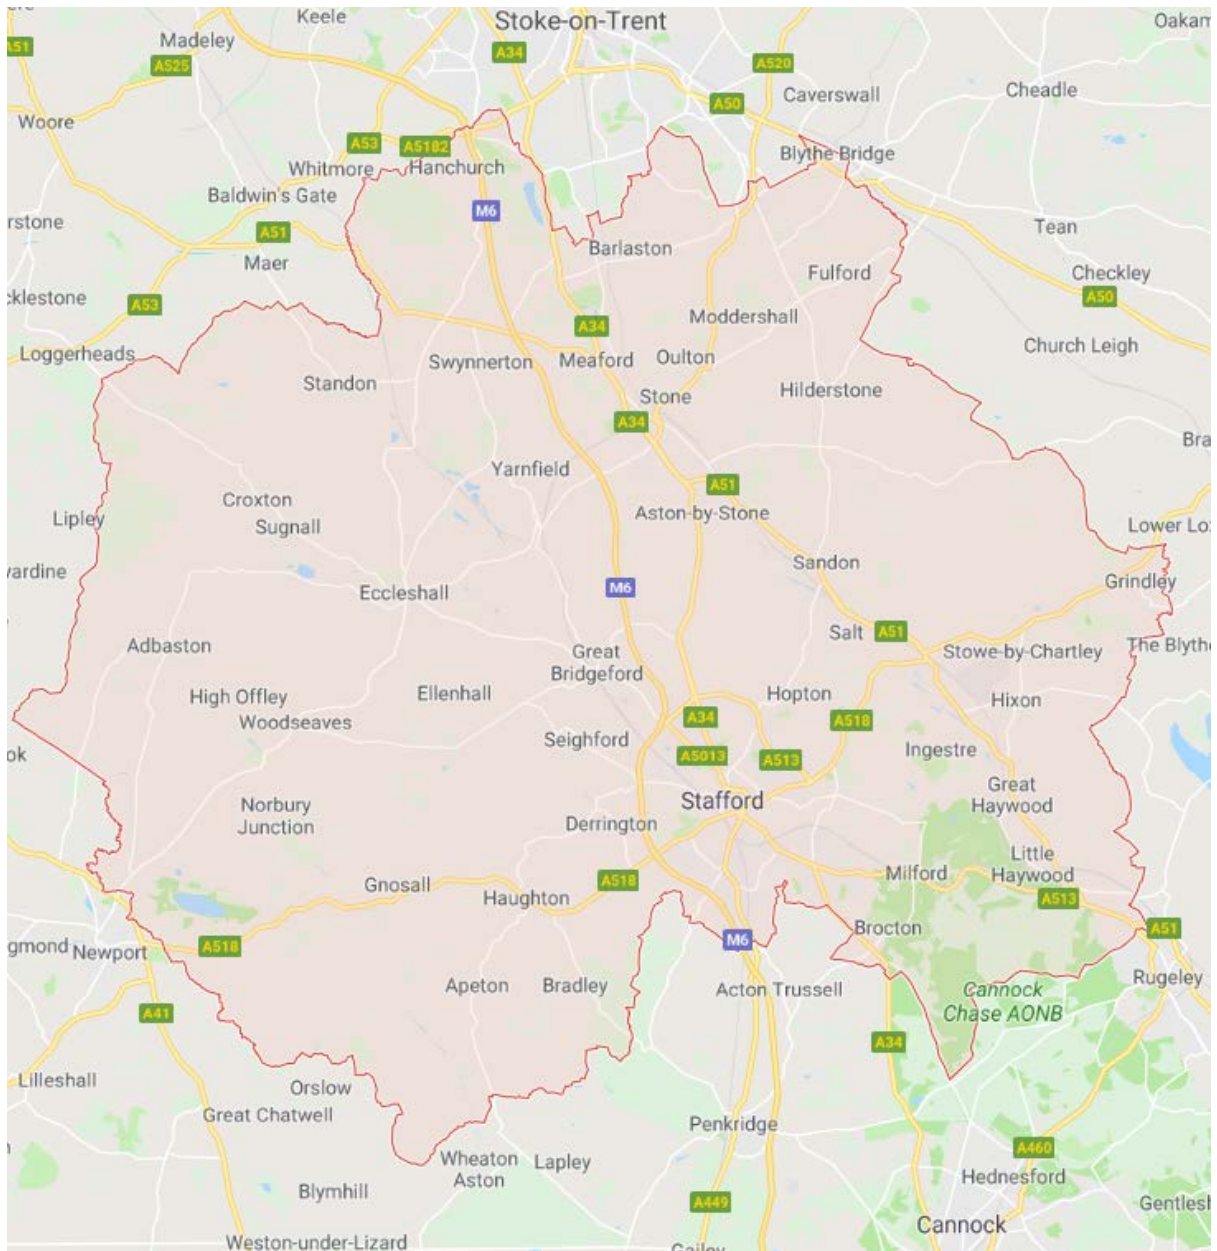 Keele
Stoke-on-Trent
Oakam
A51
Madeley
A34
A525
A520
Caverswall
Cheadle
A50
Woore
A53
A5182
Blythe Bridge
Whitmore
Hanchurch
Baldwin's Gate
M6
rstone
A51
Barlaston
Tean
Maer
Fulford
Checkley
cklestone
A53
A50
Moddershall
A34
Church Leigh
Loggerheads
Swynnerton
Meaford
Oulton
Standon
Hilderstone
Stone
A34
Bra
Yarnfield
A51
Croxton
Aston-by-Stone
Lipley
Sugnall
Lower Lo
Sandon
vardine
Grindley
Eccleshall
M6
Salt
A51
Adbaston
Great
Bridgeford
Stowe-by-Chartley
The Blythe
High Offley
Ellenhall
Hopton
Hixon
Woodseaves
A34
A518
Seighford
Ingestre
ok
A5013
A513
Great
Haywood
Stafford
Norbury
Junction
Derrington
Little
Haywood
Gnosall
A518
Milford
Haughton
A513
Brocton
A51
gmond
Newport
A518
M6
Rugeley
Apeton
Bradley
Acton Trussell
Cannock
Chase AONB
A41
A34
Lilleshall
Orslow
Great Chatwell
Penkridge
A460
Wheaton
Aston
Lapley
Hednesford
Blymhill
A449
Gentlesh
Cannock
Weston-under-Lizard
Gailey